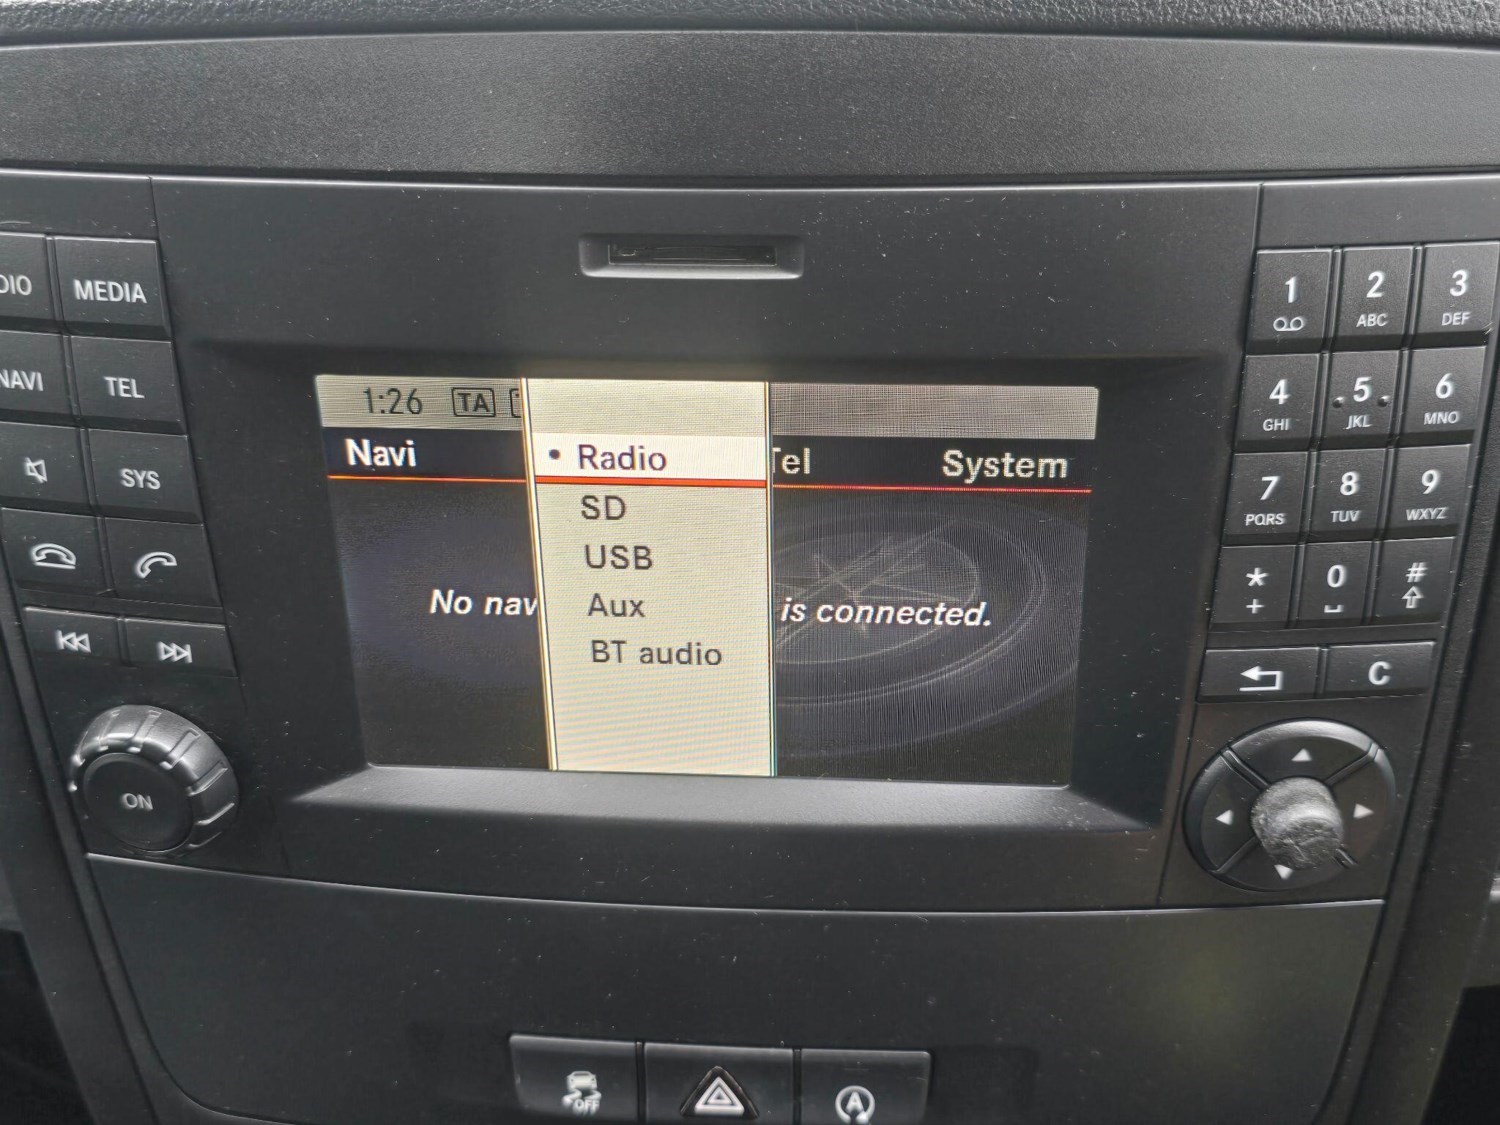 DIO
MEDIA
NAVI
TEL
SYS
ON
1:26 TA
Navi
Tel
System
Radio
SD
USB
Aux
BT audio
No nav
is connected.
1 2 3
ABC DEF
4 5 6
GHI JKL MNO
7 8 9
PQRS TUV WXYZ
* 0 #
+
C
OFF
A